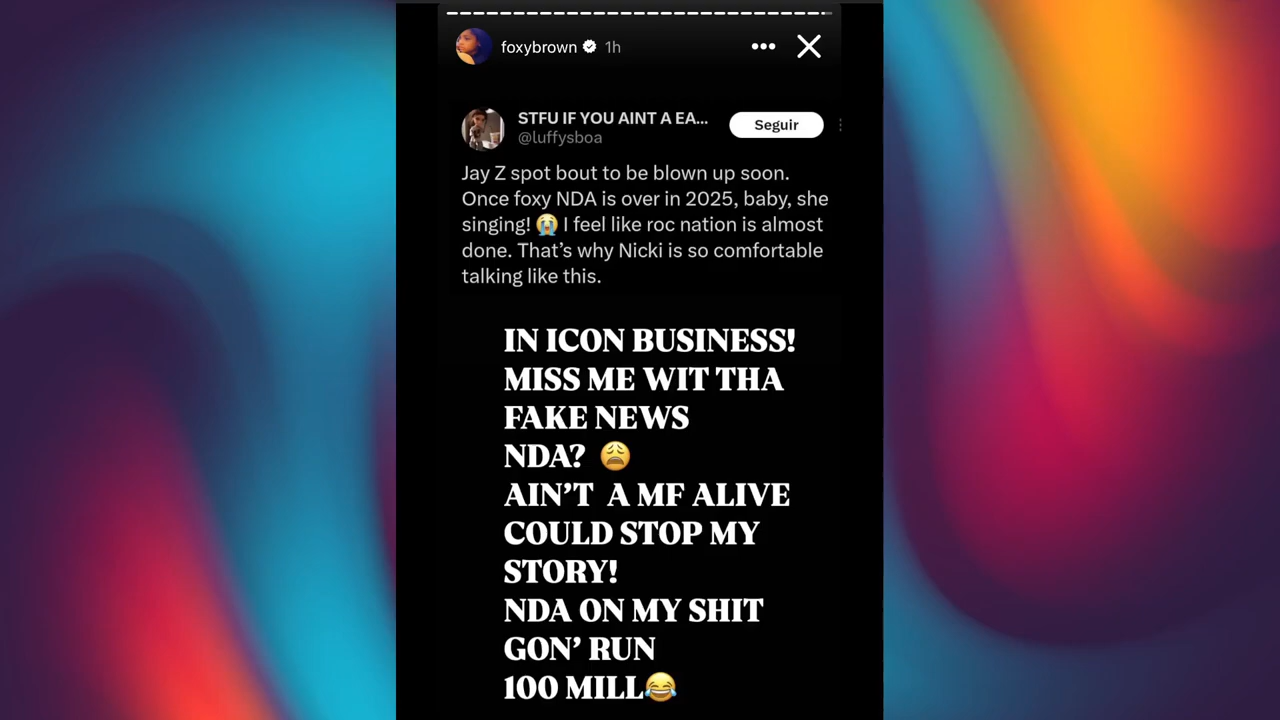 foxybrown 1h
STFU IF YOU AINT A EA...
@luffysboa
Seguir
Jay Z spot bout to be blown up soon.
Once foxy NDA is over in 2025, baby, she
singing! 😭 I feel like roc nation is almost
done. That’s why Nicki is so comfortable
talking like this.
IN ICON BUSINESS!
MISS ME WIT THA
FAKE NEWS
NDA? 😩
AIN’T A MF ALIVE
COULD STOP MY
STORY!
NDA ON MY SHIT
GON’ RUN
100 MILL😂